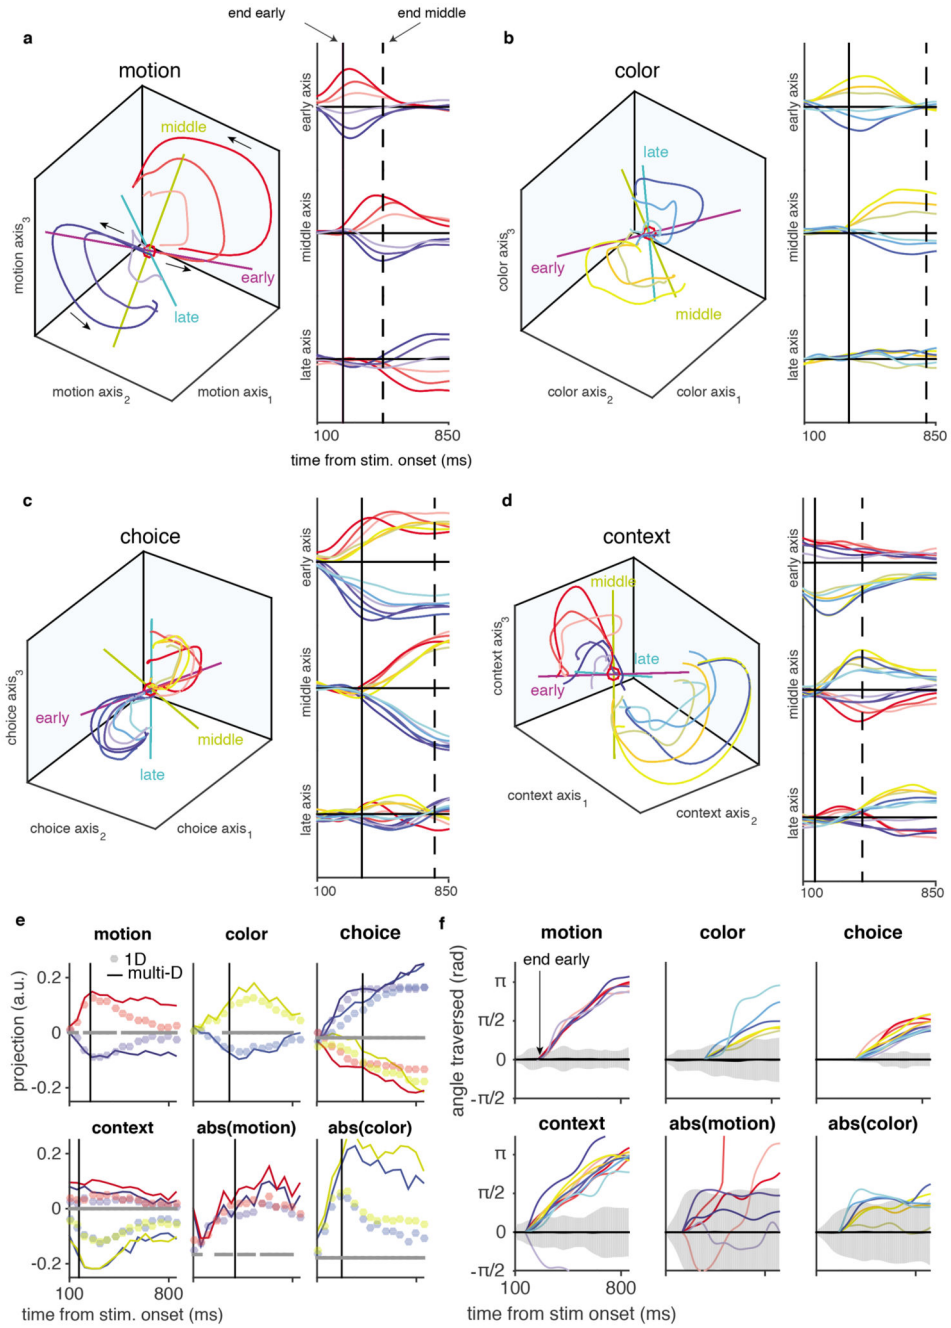 end early
end middle
a
motion
middle
early
late
motion axis3
motion axis2
motion axis1
early axis
middle axis
late axis
100
850
time from stim. onset (ms)
b
color
late
early
middle
color axis3
color axis2
color axis1
early axis
middle axis
late axis
100
850
c
choice
early
middle
late
choice axis3
choice axis2
choice axis1
early axis
middle axis
late axis
100
850
d
context
middle
late
early
context axis3
context axis1
context axis2
early axis
middle axis
late axis
100
850
e
motion
color
choice
1D
multi-D
projection (a.u.)
0.2
0
-0.2
context
abs(motion)
abs(color)
0.2
0
-0.2
100
800
time from stim onset (ms)
f
motion
color
choice
end early
angle traversed (rad)
π
π/2
0
-π/2
context
abs(motion)
abs(color)
π
π/2
0
-π/2
100
800
time from stim onset (ms)